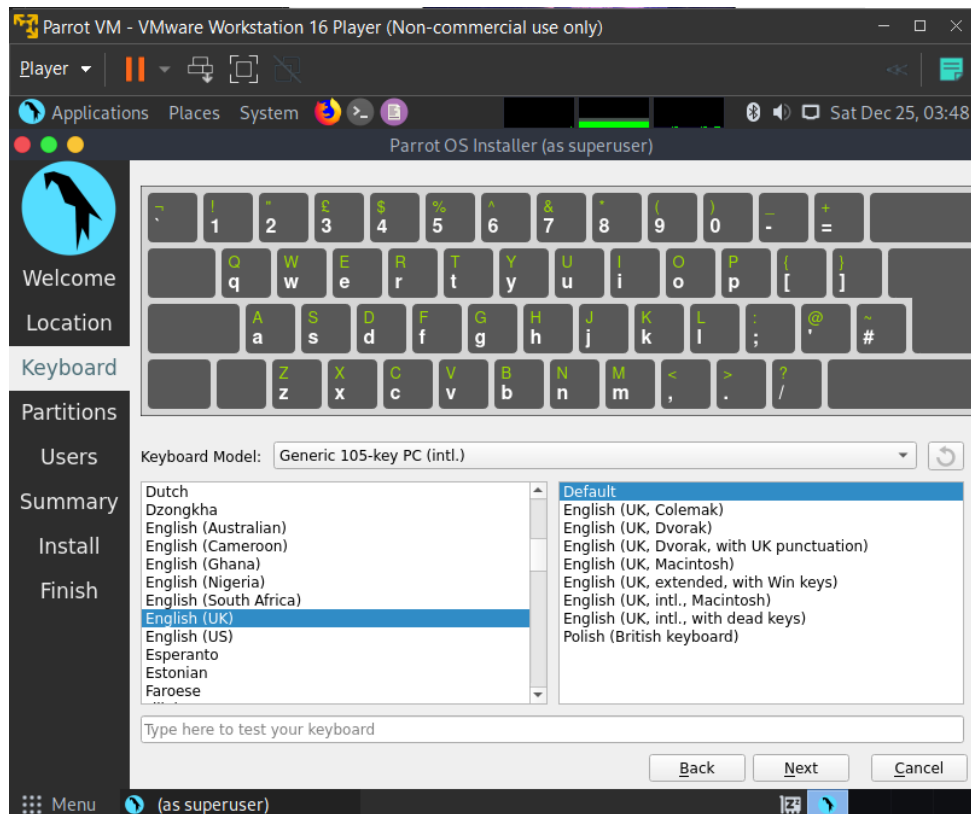 Parrot VM - VMware Workstation 16 Player (Non-commercial use only)
Player
Applications Places System Sat Dec 25, 03:48
Parrot OS Installer (as superuser)
Welcome
Location
Keyboard
Partitions
Users
Summary
Install
Finish
¬ ! " £ $ % ^ & * ( ) _ +
` 1 2 3 4 5 6 7 8 9 0 - =
Q W E R T Y U I O P { }
q w e r t y u i o p [ ]
A S D F G H J K L : @ ~
a s d f g h j k l ; ' #
Z X C V B N M < > ?
z x c v b n m , . /
Keyboard Model: Generic 105-key PC (intl.)
Dutch
Dzongkha
English (Australian)
English (Cameroon)
English (Ghana)
English (Nigeria)
English (South Africa)
English (UK)
English (US)
Esperanto
Estonian
Faroese
Default
English (UK, Colemak)
English (UK, Dvorak)
English (UK, Dvorak, with UK punctuation)
English (UK, Macintosh)
English (UK, extended, with Win keys)
English (UK, intl., Macintosh)
English (UK, intl., with dead keys)
Polish (British keyboard)
Type here to test your keyboard
Back Next Cancel
Menu (as superuser)